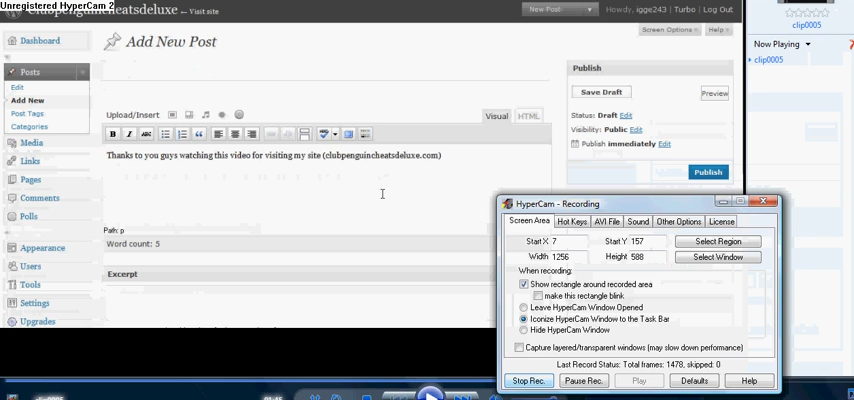 Unregistered HyperCam 2
Clubpenguincheatsdeluxe ← Visit site
New Post
Howdy, igge243 | Turbo | Log Out
clip0005
Screen Options
Help
Now Playing
clip0005
Dashboard
Add New Post
Posts
Edit
Add New
Post Tags
Categories
Media
Links
Pages
Comments
Polls
Appearance
Users
Tools
Settings
Upgrades
Upload/Insert
Visual
HTML
B I ABC
Thanks to you guys watching this video for visiting my site (clubpenguincheatsdeluxe.com)
Path: p
Word count: 5
Excerpt
Publish
Save Draft
Preview
Status: Draft Edit
Visibility: Public Edit
Publish immediately Edit
Publish
HyperCam - Recording
Screen Area
Hot Keys
AVI File
Sound
Other Options
License
Start X 7
Start Y 157
Select Region
Width 1256
Height 588
Select Window
When recording:
Show rectangle around recorded area
make this rectangle blink
Leave HyperCam Window Opened
Iconize HyperCam Window to the Task Bar
Hide HyperCam Window
Capture layered/transparent windows (may slow down performance)
Last Record Status: Total frames: 1478, skipped: 0
Stop Rec.
Pause Rec.
Play
Defaults
Help